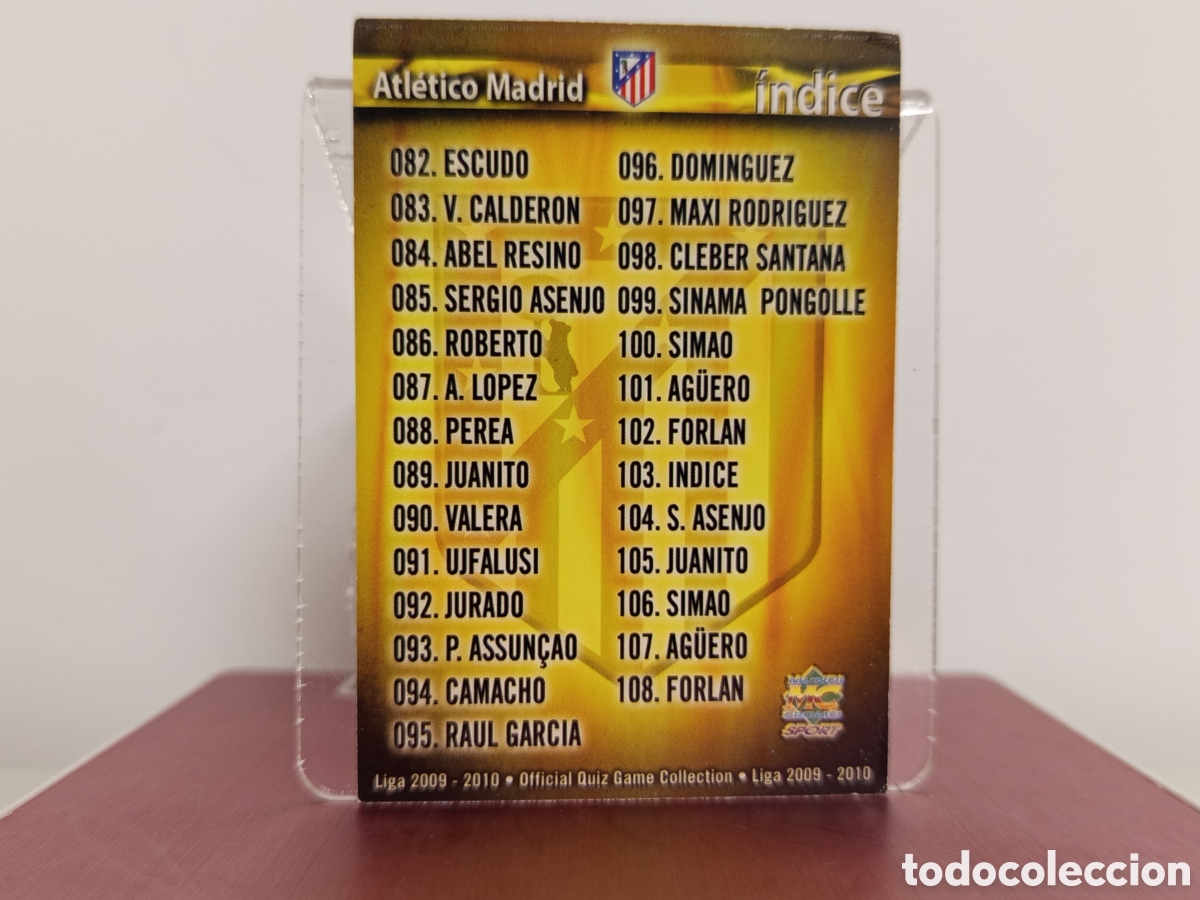 Atlético Madrid
índice
082. ESCUDO
083. V. CALDERON
084. ABEL RESINO
085. SERGIO ASENJO
086. ROBERTO
087. A. LOPEZ
088. PEREA
089. JUANITO
090. VALERA
091. UJFALUSI
092. JURADO
093. P. ASSUNÇAO
094. CAMACHO
095. RAUL GARCIA
096. DOMINGUEZ
097. MAXI RODRIGUEZ
098. CLEBER SANTANA
099. SINAMA PONGOLLE
100. SIMAO
101. AGÜERO
102. FORLAN
103. INDICE
104. S. ASENJO
105. JUANITO
106. SIMAO
107. AGÜERO
108. FORLAN
MC
SPORT
Liga 2009 - 2010 • Official Quiz Game Collection • Liga 2009 - 2010
todocoleccion